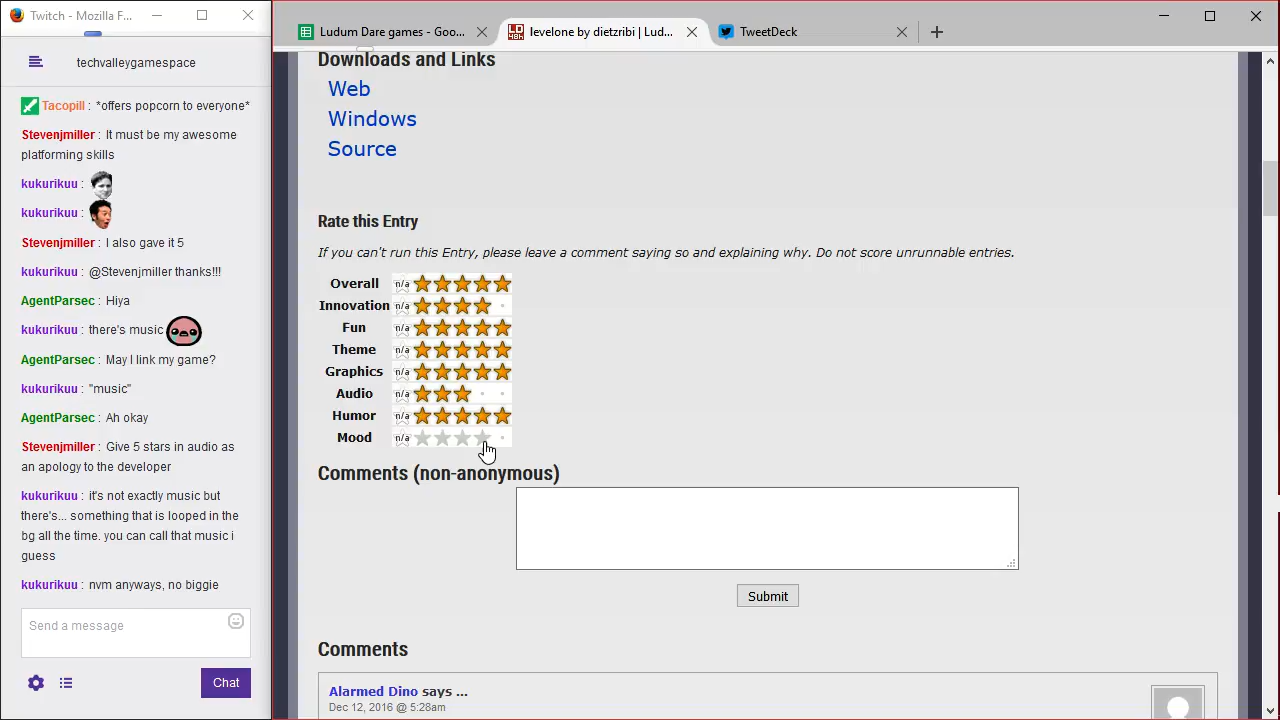 Twitch - Mozilla F...
techvalleygamespace
Tacopill : *offers popcorn to everyone*
Stevenjmiller : It must be my awesome
platforming skills
kukurikuu :
kukurikuu :
Stevenjmiller : I also gave it 5
kukurikuu : @Stevenjmiller thanks!!!
AgentParsec : Hiya
kukurikuu : there's music
AgentParsec : May I link my game?
kukurikuu : "music"
AgentParsec : Ah okay
Stevenjmiller : Give 5 stars in audio as
an apology to the developer
kukurikuu : it's not exactly music but
there's... something that is looped in the
bg all the time. you can call that music i
guess
kukurikuu : nvm anyways, no biggie
Send a message
Chat
Ludum Dare games - Goo...
LD 48h
levelone by dietzribi | Lud...
TweetDeck
Downloads and Links
Web
Windows
Source
Rate this Entry
If you can't run this Entry, please leave a comment saying so and explaining why. Do not score unrunnable entries.
Overall n/a
Innovation n/a
Fun n/a
Theme n/a
Graphics n/a
Audio n/a
Humor n/a
Mood n/a
Comments (non-anonymous)
Submit
Comments
Alarmed Dino says ...
Dec 12, 2016 @ 5:28am